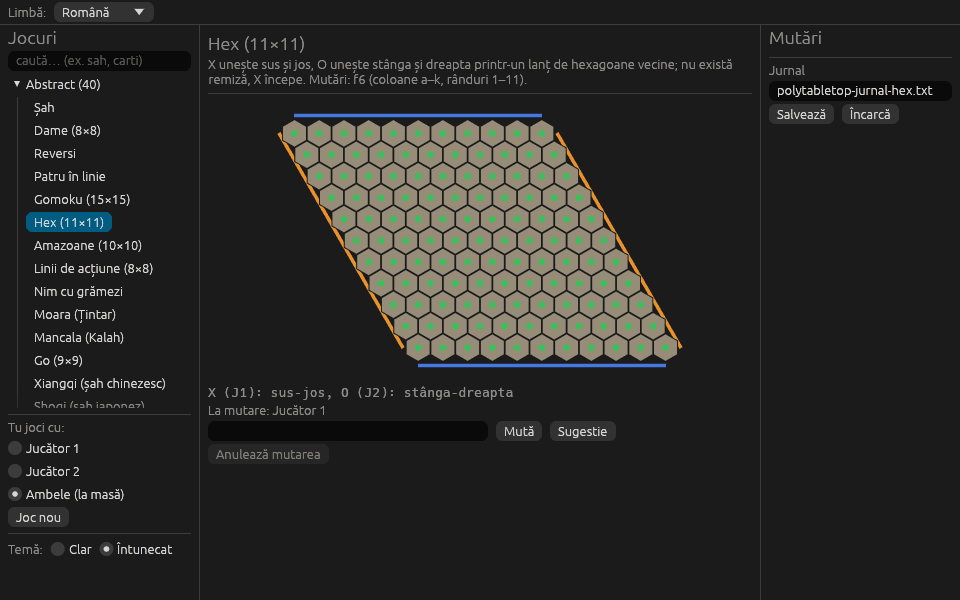 Limbă: Română
Jocuri
caută... (ex. sah, carti)
Abstract (40)
Șah
Dame (8×8)
Reversi
Patru în linie
Gomoku (15×15)
Hex (11×11)
Amazoane (10×10)
Linii de acțiune (8×8)
Nim cu grămezi
Moara (Țintar)
Mancala (Kalah)
Go (9×9)
Xiangqi (șah chinezesc)
Shogi (șah japonez)
Tu joci cu:
Jucător 1
Jucător 2
Ambele (la masă)
Joc nou
Temă: Clar Întunecat
Hex (11×11)
X unește sus și jos, O unește stânga și dreapta printr-un lanț de hexagoane vecine; nu există
remiză, X începe. Mutări: f6 (coloane a–k, rânduri 1–11).
X (J1): sus-jos, O (J2): stânga-dreapta
La mutare: Jucător 1
Mută Sugestie
Anulează mutarea
Mutări
Jurnal
polytabletop-jurnal-hex.txt
Salvează Încarcă